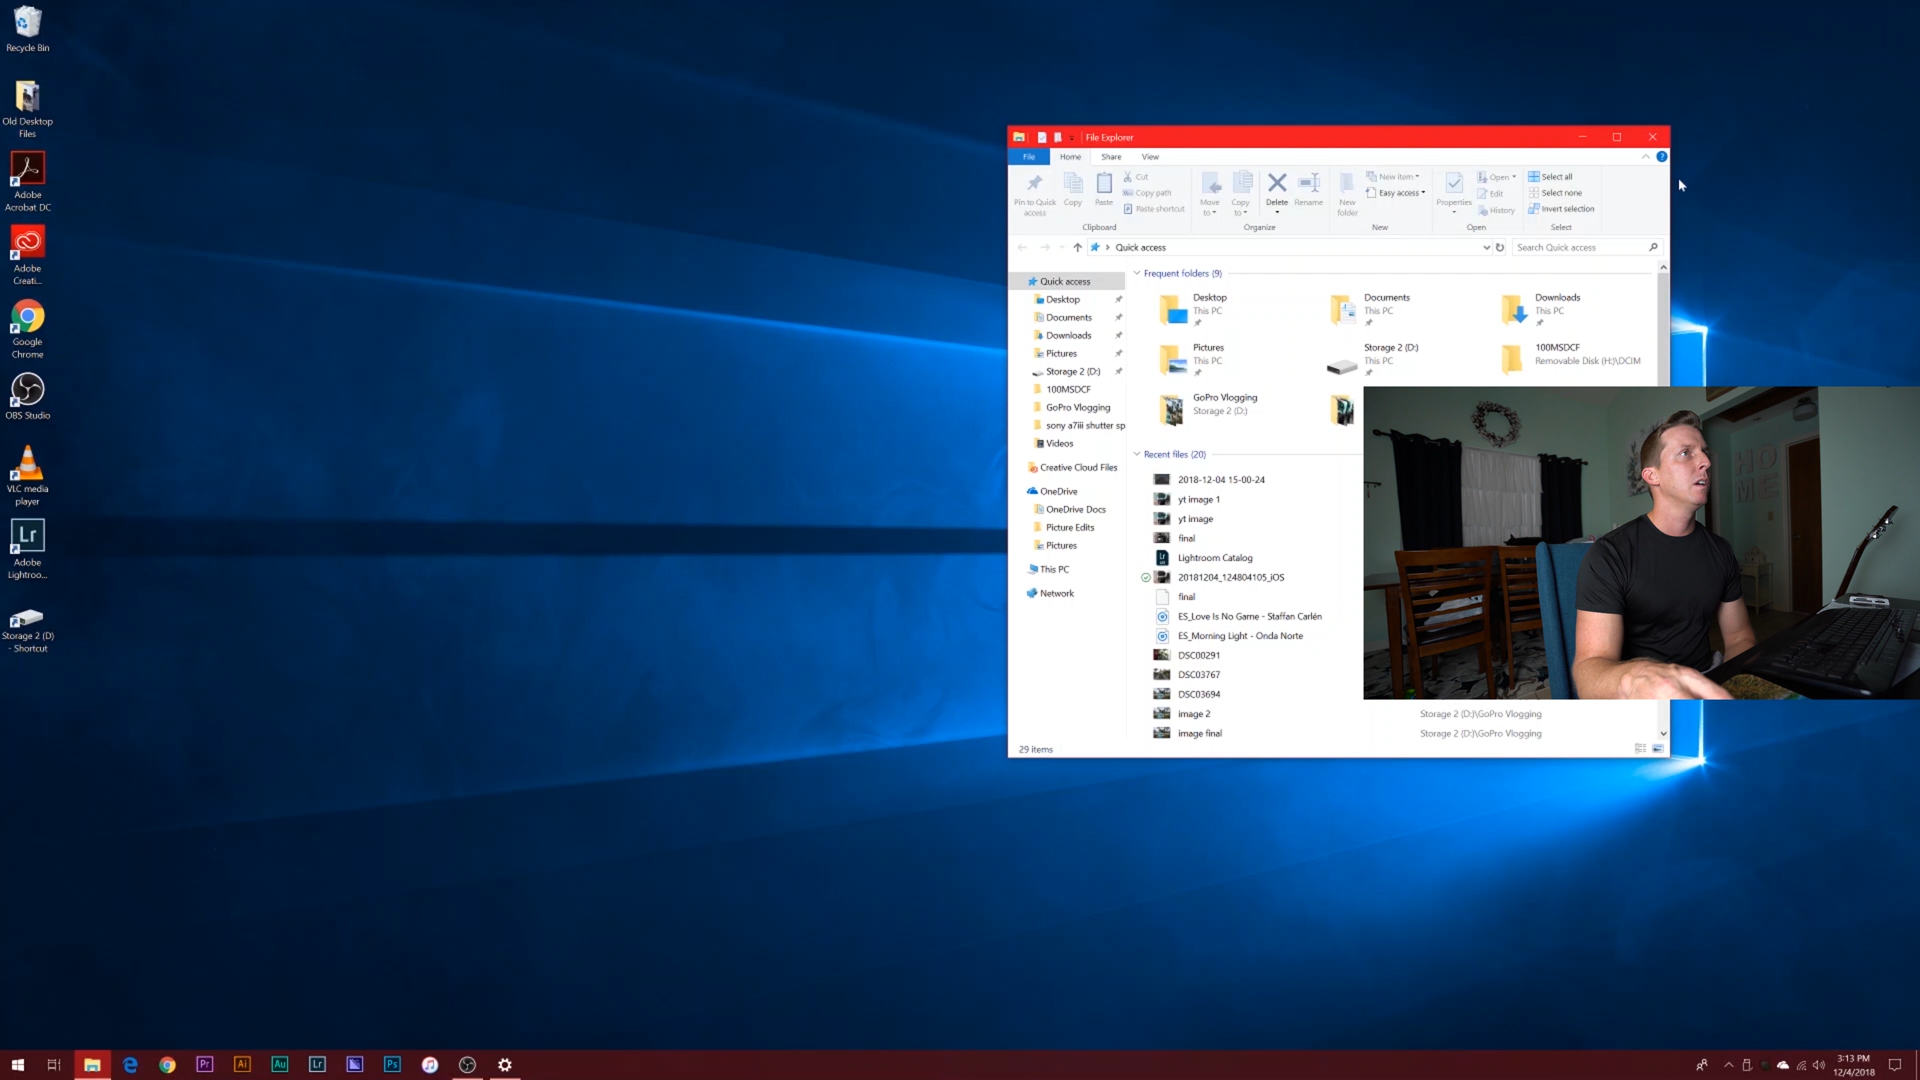 Recycle Bin
Old Desktop
Files
Adobe
Acrobat DC
Adobe
Creati...
Google
Chrome
OBS Studio
VLC media
player
Lr
Adobe
Lightroo...
Storage 2 (D)
- Shortcut
File Explorer
File Home Share View
Pin to Quick
access
Copy
Paste
Cut
Copy path
Paste shortcut
Clipboard
Move
to
Copy
to
Delete
Rename
Organize
New
folder
New item
Easy access
New
Properties
Open
Edit
History
Open
Select all
Select none
Invert selection
Select
Quick access
Search Quick access
Quick access
Desktop
Documents
Downloads
Pictures
Storage 2 (D:)
100MSDCF
GoPro Vlogging
sony a7iii shutter sp
Videos
Creative Cloud Files
OneDrive
OneDrive Docs
Picture Edits
Pictures
This PC
Network
Frequent folders (9)
Desktop
This PC
Documents
This PC
Downloads
This PC
Pictures
This PC
Storage 2 (D:)
This PC
100MSDCF
Removable Disk (H:)\DCIM
GoPro Vlogging
Storage 2 (D:)
Recent files (20)
2018-12-04 15-00-24
yt image 1
yt image
final
Lightroom Catalog
20181204_124804105_iOS
final
ES_Love Is No Game - Staffan Carlén
ES_Morning Light - Onda Norte
DSC00291
DSC03767
DSC03694
image 2
Storage 2 (D:)\GoPro Vlogging
image final
Storage 2 (D:)\GoPro Vlogging
29 items
HO
ME
Pr Ai Au Lr Ps
3:13 PM
12/4/2018